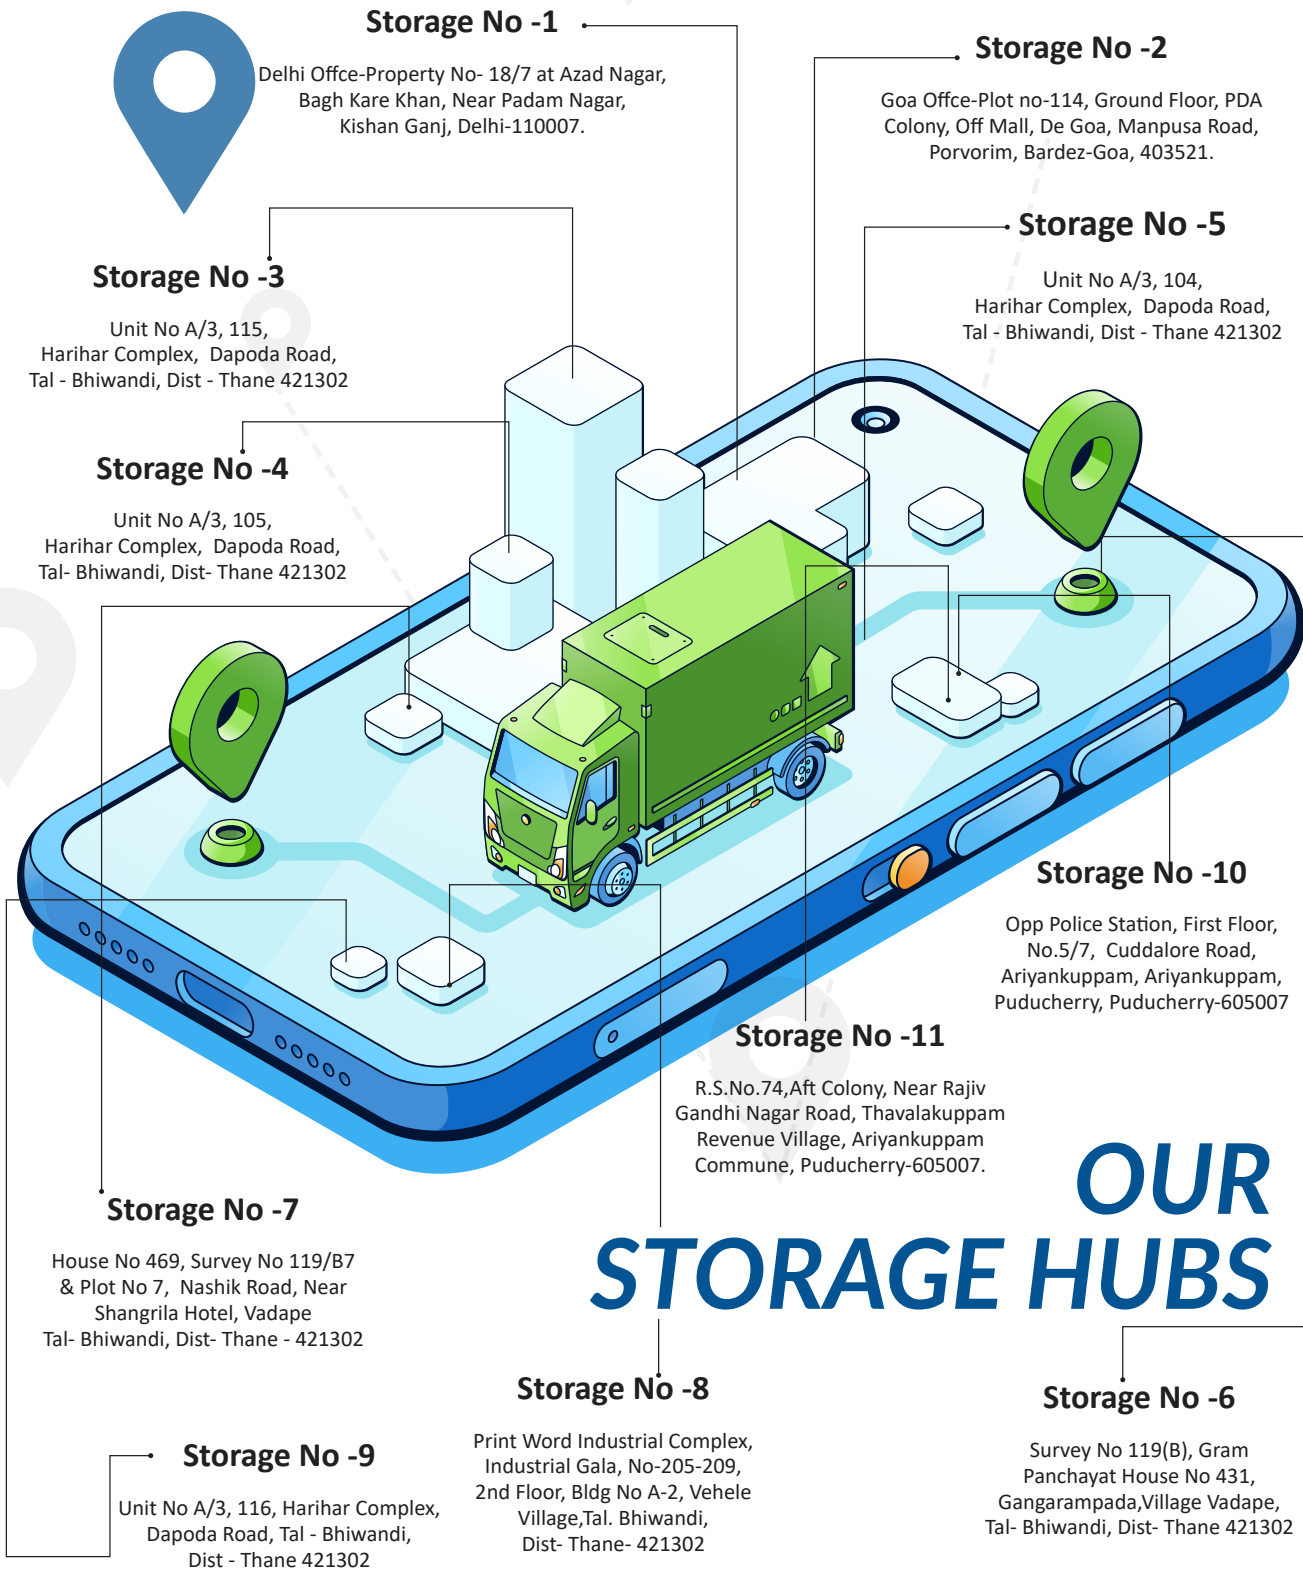 Storage No -1
Delhi Offce-Property No- 18/7 at Azad Nagar,
Bagh Kare Khan, Near Padam Nagar,
Kishan Ganj, Delhi-110007.
Storage No -2
Goa Offce-Plot no-114, Ground Floor, PDA
Colony, Off Mall, De Goa, Manpusa Road,
Porvorim, Bardez-Goa, 403521.
Storage No -3
Unit No A/3, 115,
Harihar Complex, Dapoda Road,
Tal - Bhiwandi, Dist - Thane 421302
Storage No -5
Unit No A/3, 104,
Harihar Complex, Dapoda Road,
Tal - Bhiwandi, Dist - Thane 421302
Storage No -4
Unit No A/3, 105,
Harihar Complex, Dapoda Road,
Tal- Bhiwandi, Dist- Thane 421302
Storage No -10
Opp Police Station, First Floor,
No.5/7, Cuddalore Road,
Ariyankuppam, Ariyankuppam,
Puducherry, Puducherry-605007
Storage No -11
R.S.No.74,Aft Colony, Near Rajiv
Gandhi Nagar Road, Thavalakuppam
Revenue Village, Ariyankuppam
Commune, Puducherry-605007.
OUR
STORAGE HUBS
Storage No -7
House No 469, Survey No 119/B7
& Plot No 7, Nashik Road, Near
Shangrila Hotel, Vadape
Tal- Bhiwandi, Dist- Thane - 421302
Storage No -8
Print Word Industrial Complex,
Industrial Gala, No-205-209,
2nd Floor, Bldg No A-2, Vehele
Village,Tal. Bhiwandi,
Dist- Thane- 421302
Storage No -6
Survey No 119(B), Gram
Panchayat House No 431,
Gangarampada,Village Vadape,
Tal- Bhiwandi, Dist- Thane 421302
Storage No -9
Unit No A/3, 116, Harihar Complex,
Dapoda Road, Tal - Bhiwandi,
Dist - Thane 421302